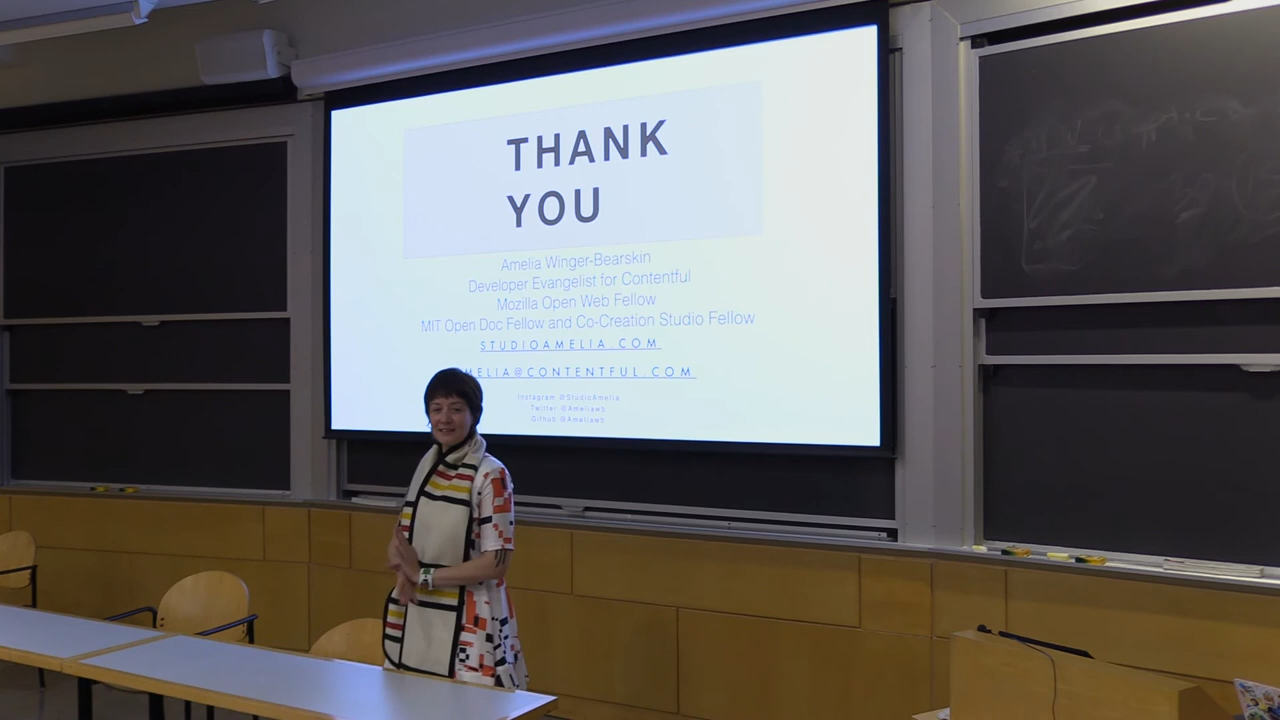 THANK
YOU
Amelia Winger-Bearskin
Developer Evangelist for Contentful
Mozilla Open Web Fellow
MIT Open Doc Fellow and Co-Creation Studio Fellow
STUDIOAMELIA.COM
MELIA@CONTENTFUL.COM
Instagram @StudioAmelia
Twitter @Ameliawb
Github @Ameliawb